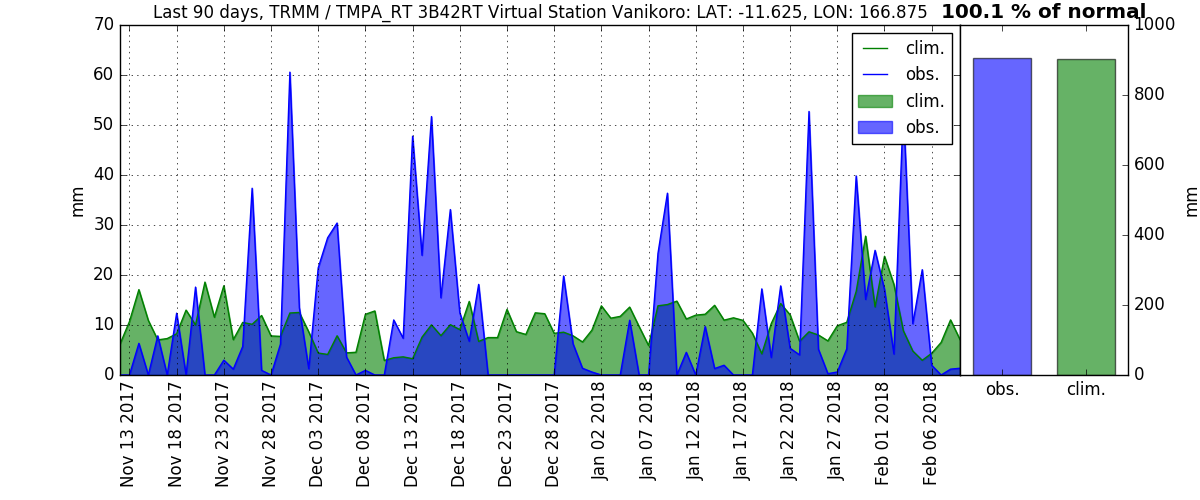 Last 90 days, TRMM / TMPA_RT 3B42RT Virtual Station Vanikoro: LAT: -11.625, LON: 166.875 100.1 % of normal
70
60
50
40
30
20
10
0
mm
clim.
obs.
clim.
obs.
1000
800
600
400
200
0
mm
Nov 13 2017
Nov 18 2017
Nov 23 2017
Nov 28 2017
Dec 03 2017
Dec 08 2017
Dec 13 2017
Dec 18 2017
Dec 23 2017
Dec 28 2017
Jan 02 2018
Jan 07 2018
Jan 12 2018
Jan 17 2018
Jan 22 2018
Jan 27 2018
Feb 01 2018
Feb 06 2018
obs.
clim.